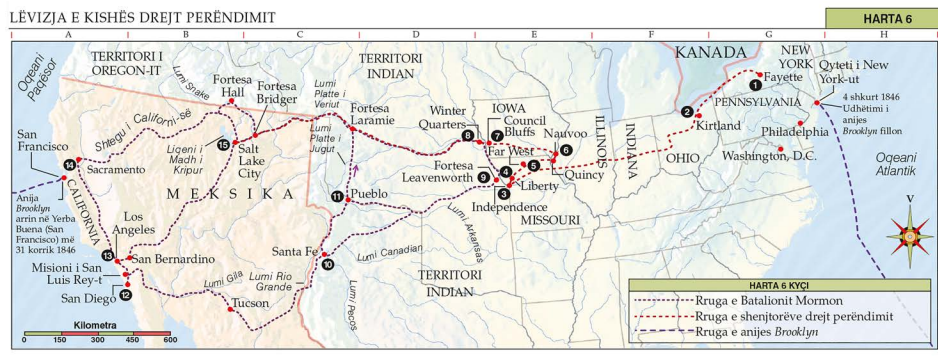 LËVIZJA E KISHËS DREJT PERËNDIMIT
HARTA 6
A B C D E F G H
Oqeani
Paqësor
TERRITORI I
OREGON-IT
Lumi Snake
Fortesa
Hall
Fortesa
Bridger
Lumi
Platte i
Veriut
TERRITORI
INDIAN
Fortesa
Laramie
Lumi
Platte i
Jugut
Winter
Quarters
8
7
IOWA
Council
Bluffs
Nauvoo
6
Far West
5
4
Fortesa
Leavenworth
9
3
Liberty
Quincy
Independence
MISSOURI
ILLINOIS
INDIANA
OHIO
KANADA
NEW
YORK
Fayette
1
2
Kirtland
PENNSYLVANIA
Philadelphia
Washington, D.C.
Qyteti i New
York-ut
4 shkurt 1846
Udhëtimi i
anijes
Brooklyn fillon
Oqeani
Atlantik
V
San
Francisco
14
Sacramento
Shtegu i Californi-së
15
Salt
Lake
City
Liqeni i
Madh i
Kripur
MEKSIKA
11
Pueblo
CALIFORNIA
Anija
Brooklyn
arrin në Yerba
Buena (San
Francisco) më
31 korrik 1846
Los
Angeles
13
San Bernardino
Misioni i San
Luis Rey-t
San Diego
12
Lumi Gila
Tucson
Santa Fe
10
Lumi Rio
Grande
Lumi Pecos
Lumi Canadian
Lumi Arkansas
TERRITORI
INDIAN
Kilometra
0 150 300 450 600
HARTA 6 KYÇI
Rruga e Batalionit Mormon
Rruga e shenjtorëve drejt perëndimit
Rruga e anijes Brooklyn